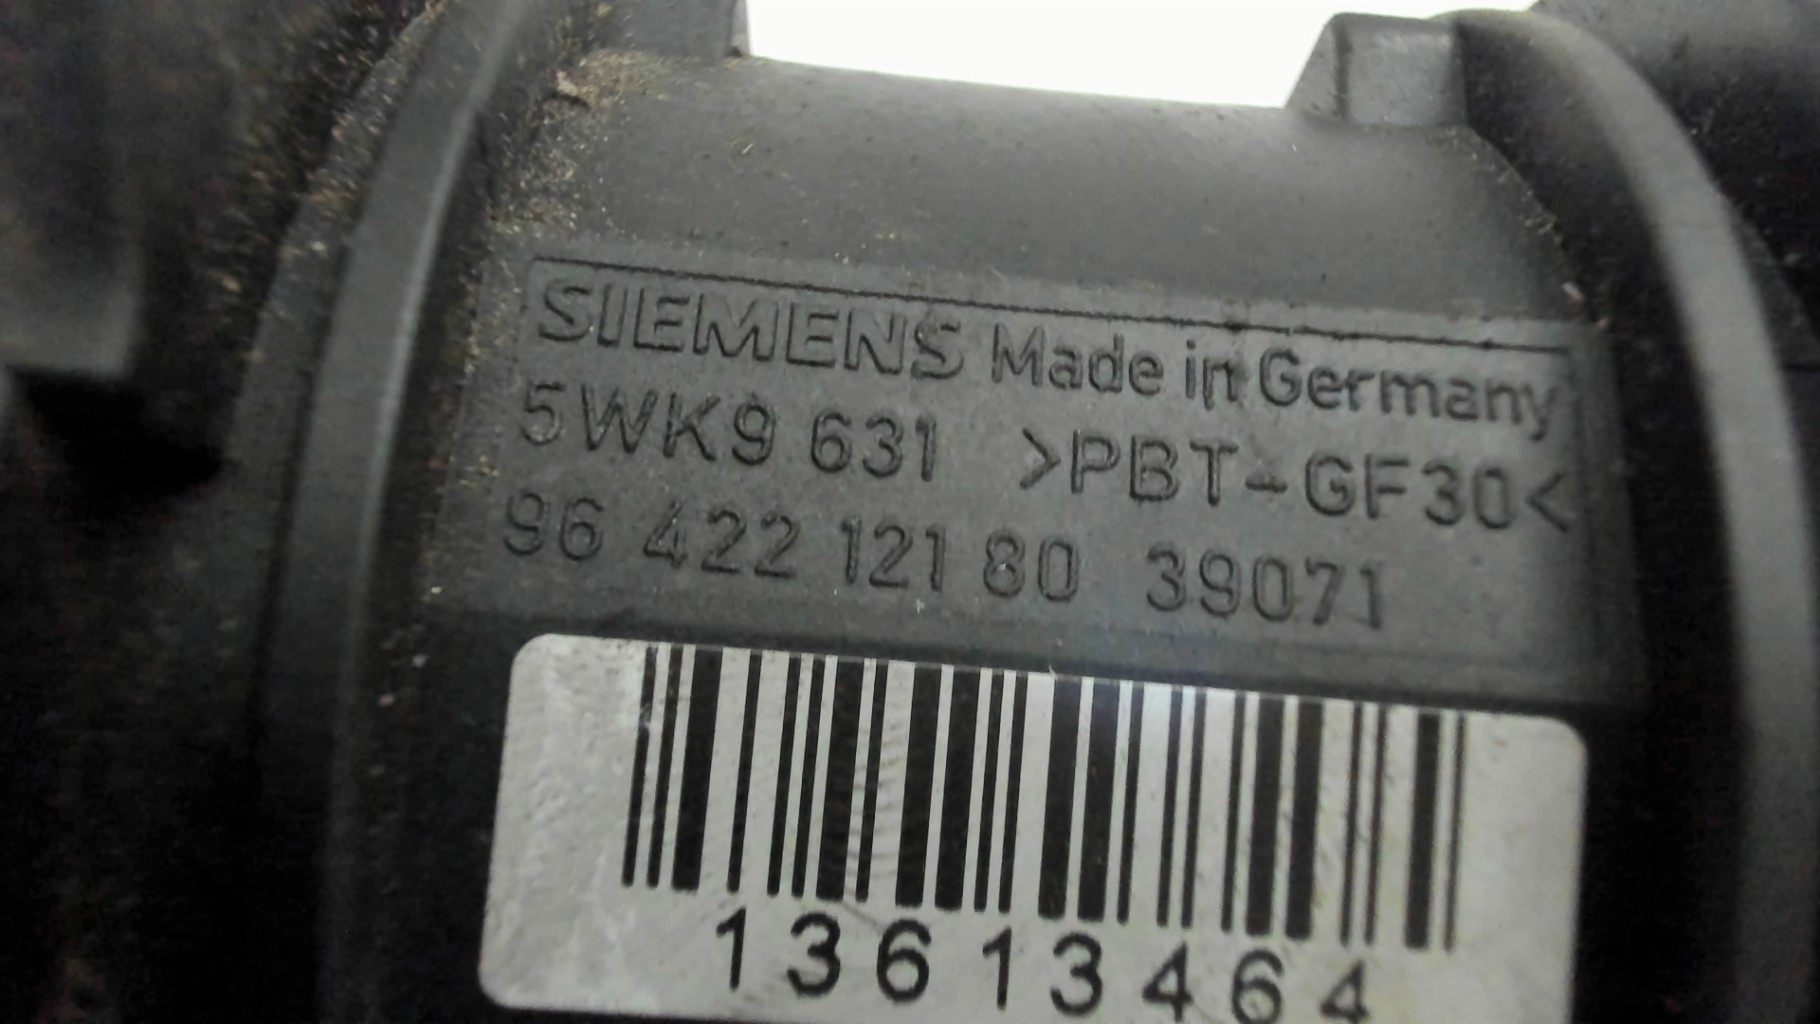 SIEMENS Made in Germany
5WK9 631 >PBT-GF30<
96 422 121 80 39071
13613464